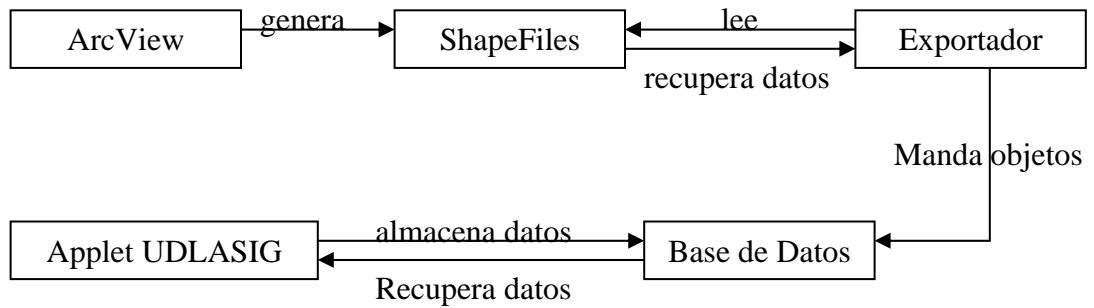 ArcView
genera
ShapeFiles
lee
Exportador
recupera datos
Manda objetos
Applet UDLASIG
almacena datos
Base de Datos
Recupera datos